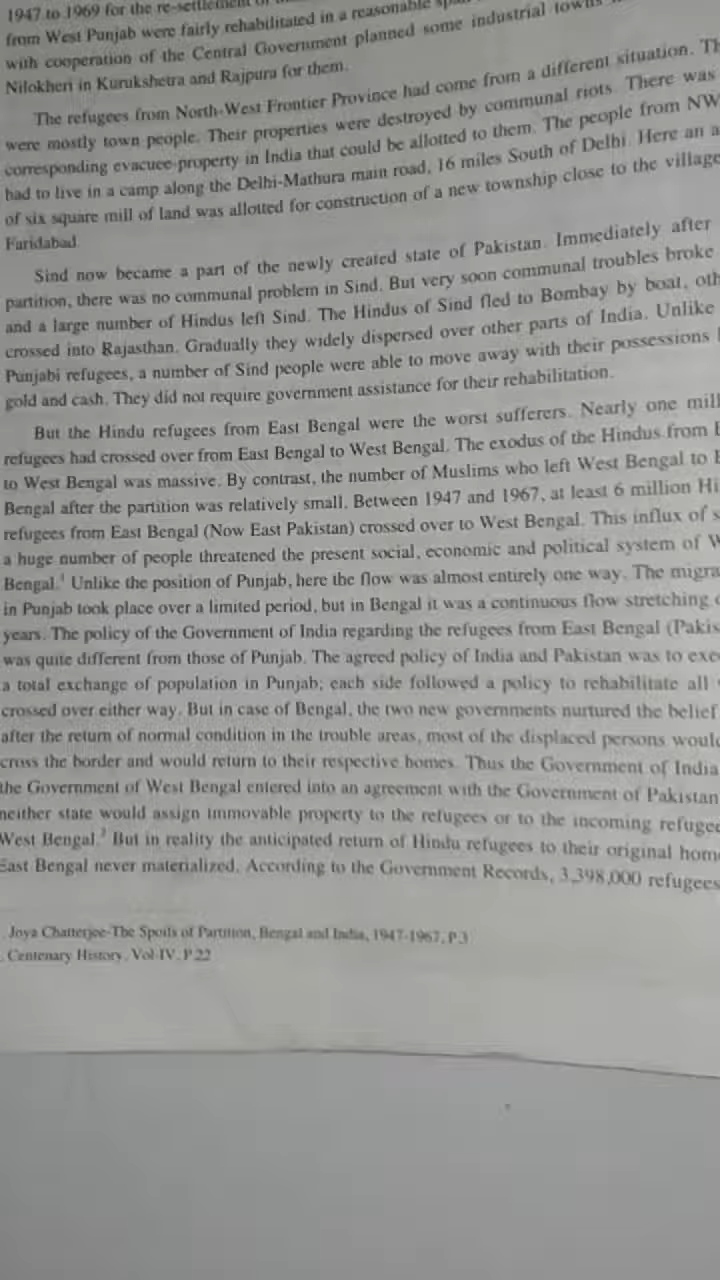 1947 to 1969 for the re-settlement of
from West Punjab were fairly rehabilitated in a reasonable
with cooperation of the Central Government planned some industrial towns
Nilokheri in Kurukshetra and Rajpura for them.
The refugees from North-West Frontier Province had come from a different situation. Th
were mostly town people. Their properties were destroyed by communal riots. There was
corresponding evacuee-property in India that could be allotted to them. The people from NW
had to live in a camp along the Delhi-Mathura main road, 16 miles South of Delhi. Here an a
of six square mill of land was allotted for construction of a new township close to the village
Faridabad.
Sind now became a part of the newly created state of Pakistan. Immediately after
partition, there was no communal problem in Sind. But very soon communal troubles broke
and a large number of Hindus left Sind. The Hindus of Sind fled to Bombay by boat, oth
crossed into Rajasthan. Gradually they widely dispersed over other parts of India. Unlike
Punjabi refugees, a number of Sind people were able to move away with their possessions
gold and cash. They did not require government assistance for their rehabilitation.
But the Hindu refugees from East Bengal were the worst sufferers. Nearly one mill
refugees had crossed over from East Bengal to West Bengal. The exodus of the Hindus from E
to West Bengal was massive. By contrast, the number of Muslims who left West Bengal to E
Bengal after the partition was relatively small. Between 1947 and 1967, at least 6 million Hi
refugees from East Bengal (Now East Pakistan) crossed over to West Bengal. This influx of s
a huge number of people threatened the present social, economic and political system of W
Bengal.¹ Unlike the position of Punjab, here the flow was almost entirely one way. The migra
in Punjab took place over a limited period, but in Bengal it was a continuous flow stretching o
years. The policy of the Government of India regarding the refugees from East Bengal (Pakis
was quite different from those of Punjab. The agreed policy of India and Pakistan was to exe
a total exchange of population in Punjab; each side followed a policy to rehabilitate all
crossed over either way. But in case of Bengal, the two new governments nurtured the belief
after the return of normal condition in the trouble areas, most of the displaced persons would
cross the border and would return to their respective homes. Thus the Government of India
the Government of West Bengal entered into an agreement with the Government of Pakistan
neither state would assign immovable property to the refugees or to the incoming refugee
West Bengal.² But in reality the anticipated return of Hindu refugees to their original home
East Bengal never materialized. According to the Government Records, 3,398,000 refugees
. Joya Chatterjee-The Spoils of Partition, Bengal and India, 1947-1967, P.3
. Centenary History, Vol-IV, P.22